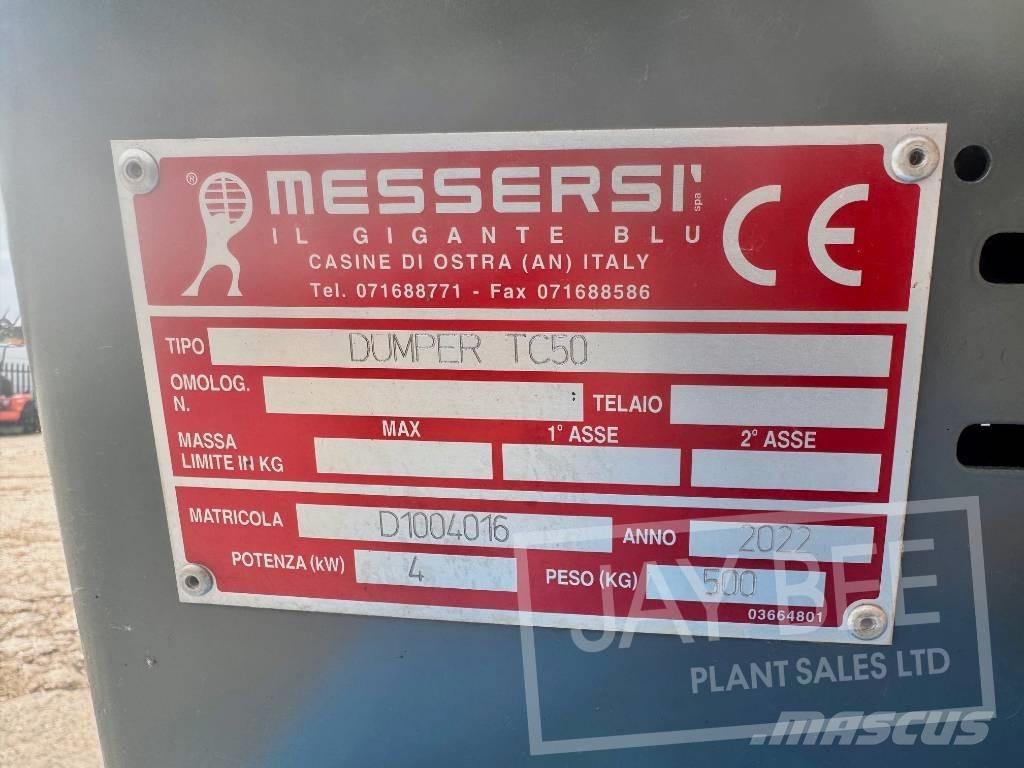 ®
MESSERSI' spa
IL GIGANTE BLU
CASINE DI OSTRA (AN) ITALY
Tel. 071688771 - Fax 071688586
CE
TIPO DUMPER TC50
OMOLOG. N. TELAIO
MASSA LIMITE IN KG MAX 1° ASSE 2° ASSE
MATRICOLA D1004016 ANNO 2022
POTENZA (kW) 4 PESO (KG) 500
03664801
JAY BEE
PLANT SALES LTD
MASCUS